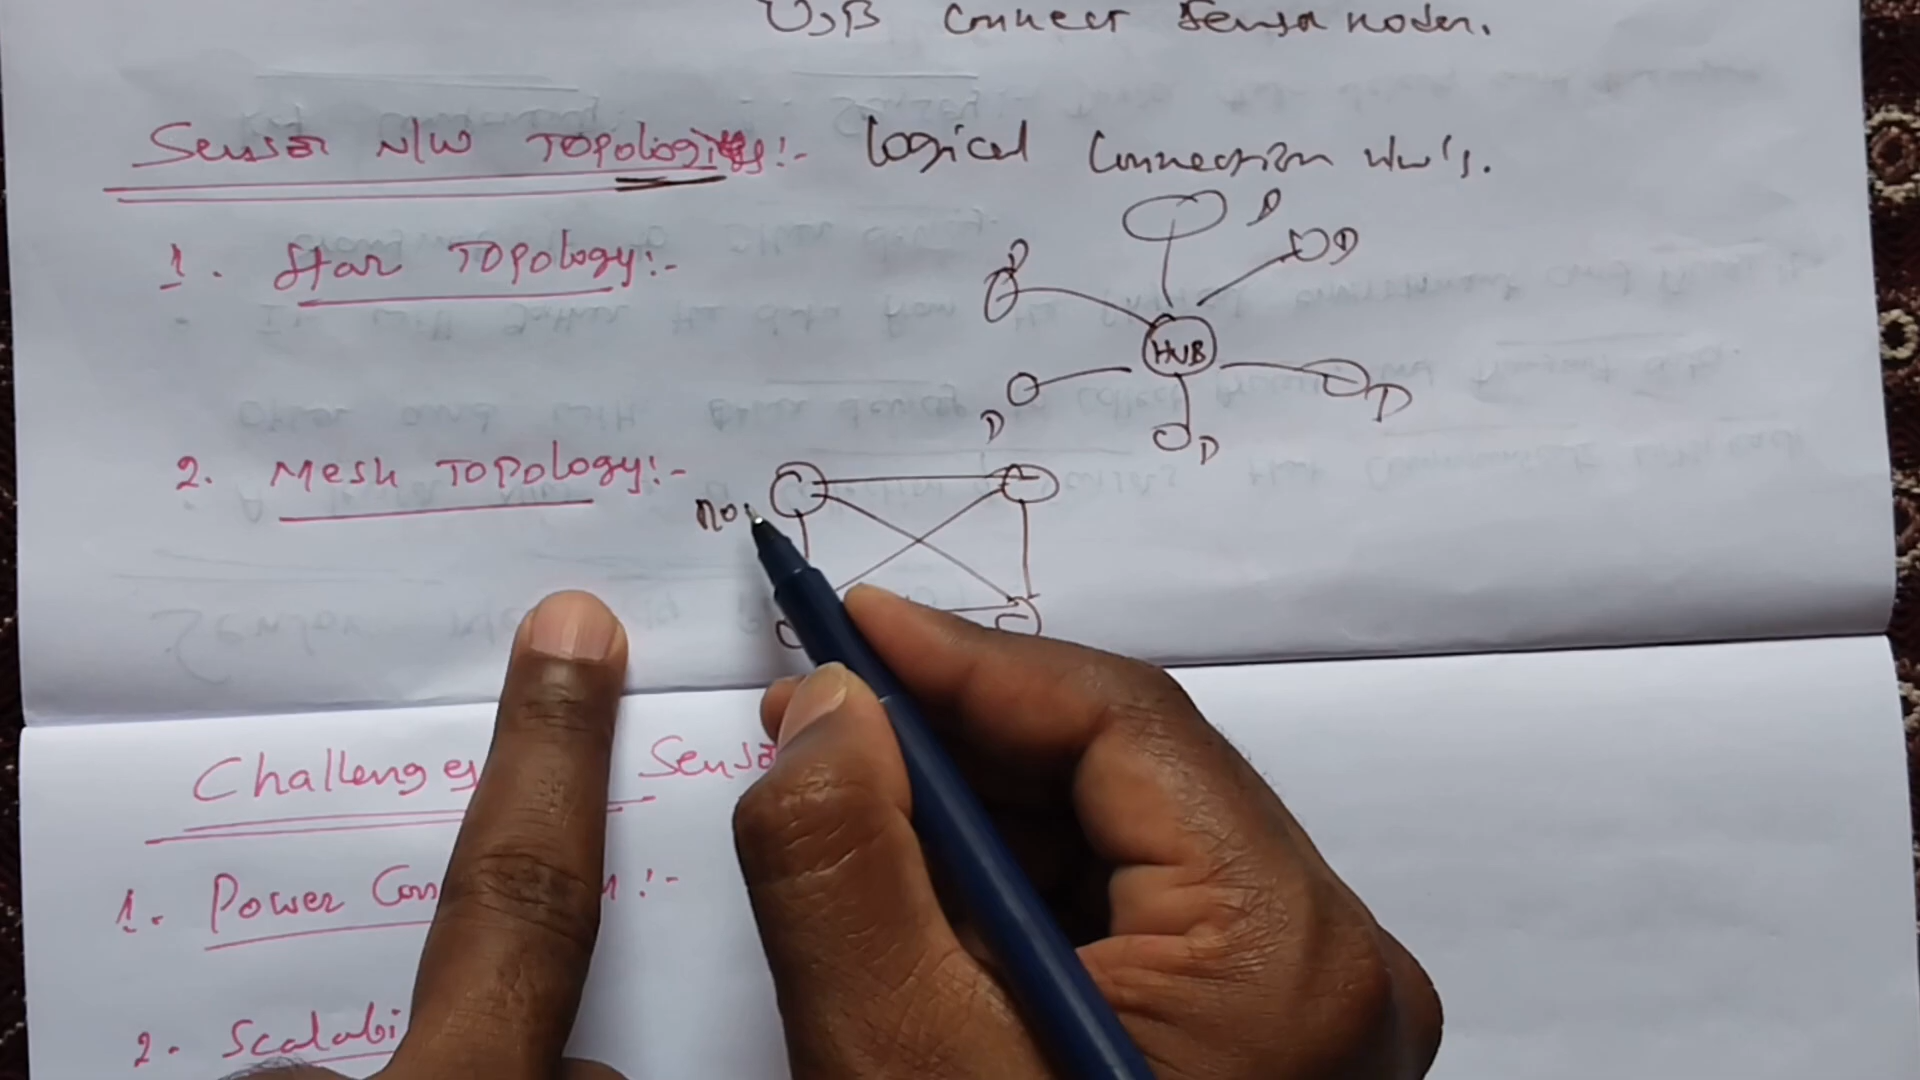 USB connect sensor nodes.
Sensor N/W Topologies:- Logical Connection N/W's.
1. Star Topology:-
D
D
D
HUB
D
D
D
2. Mesh Topology:-
no
Challenges Sensor
1. Power Con :-
2. Scalabi